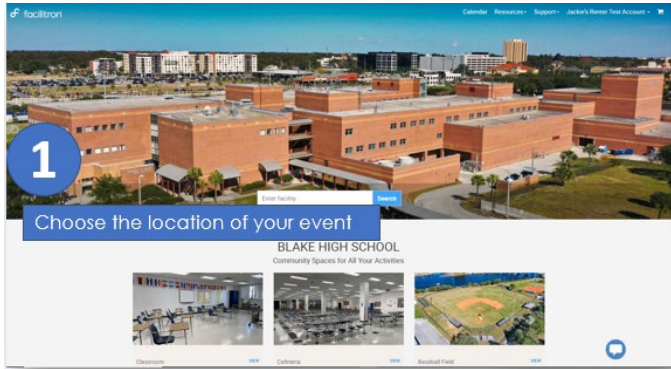 facilitron
Calendar Resources Support Jackie's Renter Test Account
1
Enter facility
Search
Choose the location of your event
BLAKE HIGH SCHOOL
Community Spaces for All Your Activities
Classroom VIEW Cafeteria VIEW Baseball Field VIEW